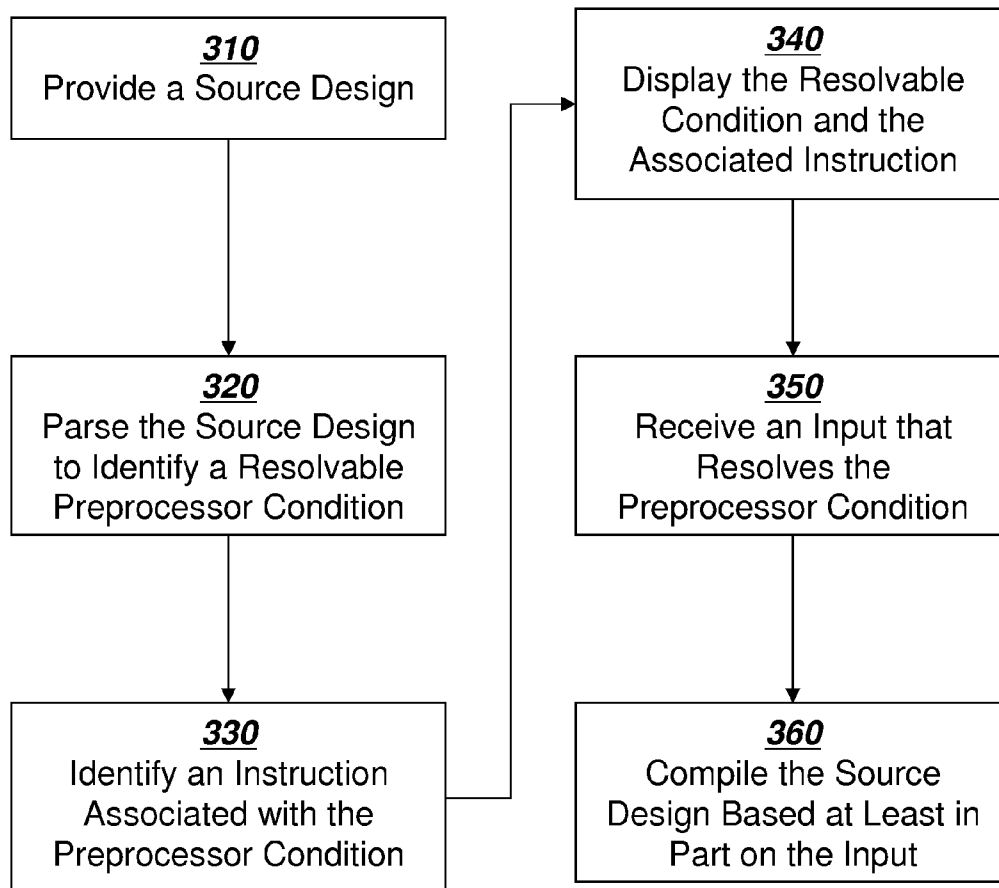 310
Provide a Source Design
320
Parse the Source Design
to Identify a Resolvable
Preprocessor Condition
330
Identify an Instruction
Associated with the
Preprocessor Condition
340
Display the Resolvable
Condition and the
Associated Instruction
350
Receive an Input that
Resolves the
Preprocessor Condition
360
Compile the Source
Design Based at Least in
Part on the Input